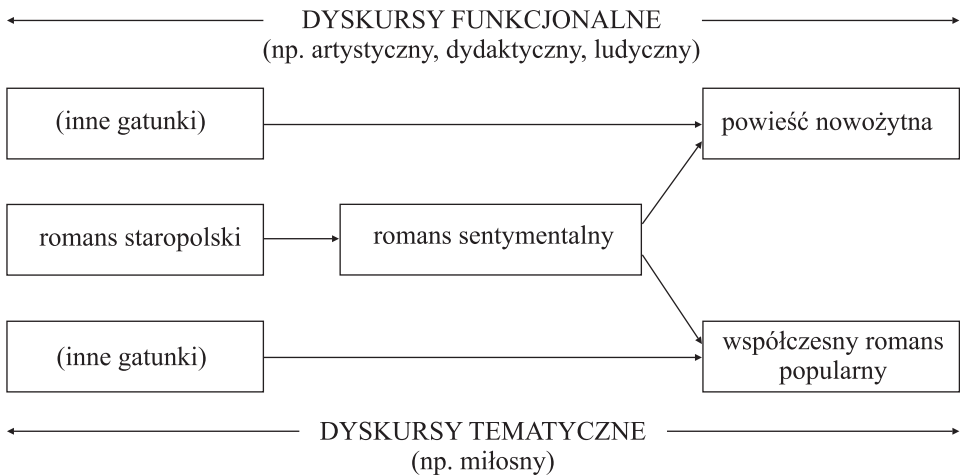 DYSKURSY FUNKCJONALNE
(np. artystyczny, dydaktyczny, ludyczny)
(inne gatunki)
powieść nowożytna
romans staropolski
romans sentymentalny
(inne gatunki)
współczesny romans
popularny
DYSKURSY TEMATYCZNE
(np. miłosny)